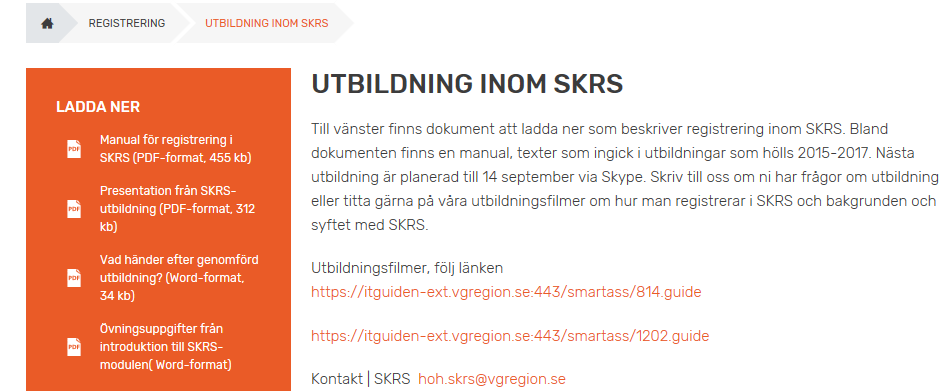 REGISTRERING
UTBILDNING INOM SKRS
LADDA NER
PDF
Manual för registrering i
SKRS (PDF-format, 455 kb)
PDF
Presentation från SKRS-
utbildning (PDF-format, 312
kb)
PDF
Vad händer efter genomförd
utbildning? (Word-format,
34 kb)
PDF
Övningsuppgifter från
introduktion till SKRS-
modulen( Word-format)
UTBILDNING INOM SKRS
Till vänster finns dokument att ladda ner som beskriver registrering inom SKRS. Bland
dokumenten finns en manual, texter som ingick i utbildningar som hölls 2015-2017. Nästa
utbildning är planerad till 14 september via Skype. Skriv till oss om ni har frågor om utbildning
eller titta gärna på våra utbildningsfilmer om hur man registrerar i SKRS och bakgrunden och
syftet med SKRS.
Utbildningsfilmer, följ länken
https://itguiden-ext.vgregion.se:443/smartass/814.guide
https://itguiden-ext.vgregion.se:443/smartass/1202.guide
Kontakt | SKRS hoh.skrs@vgregion.se